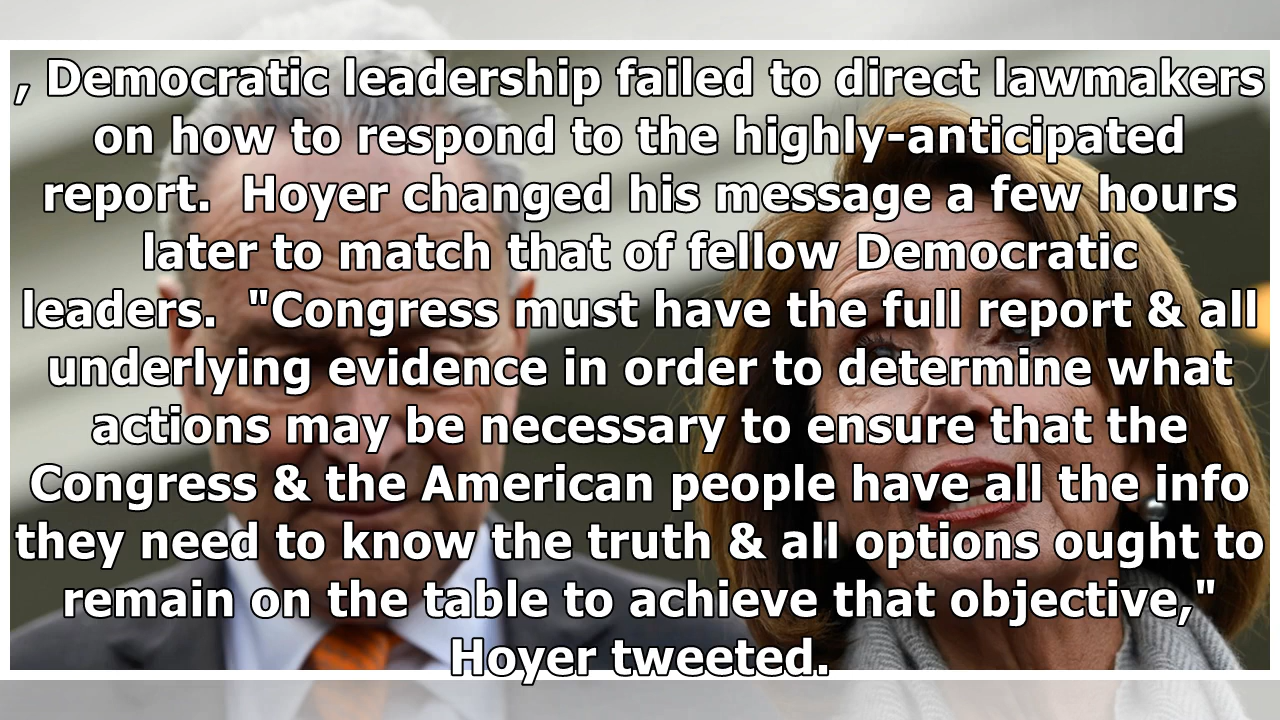 , Democratic leadership failed to direct lawmakers
on how to respond to the highly-anticipated
report.  Hoyer changed his message a few hours
later to match that of fellow Democratic
leaders.  "Congress must have the full report & all
underlying evidence in order to determine what
actions may be necessary to ensure that the
Congress & the American people have all the info
they need to know the truth & all options ought to
remain on the table to achieve that objective,"
Hoyer tweeted.